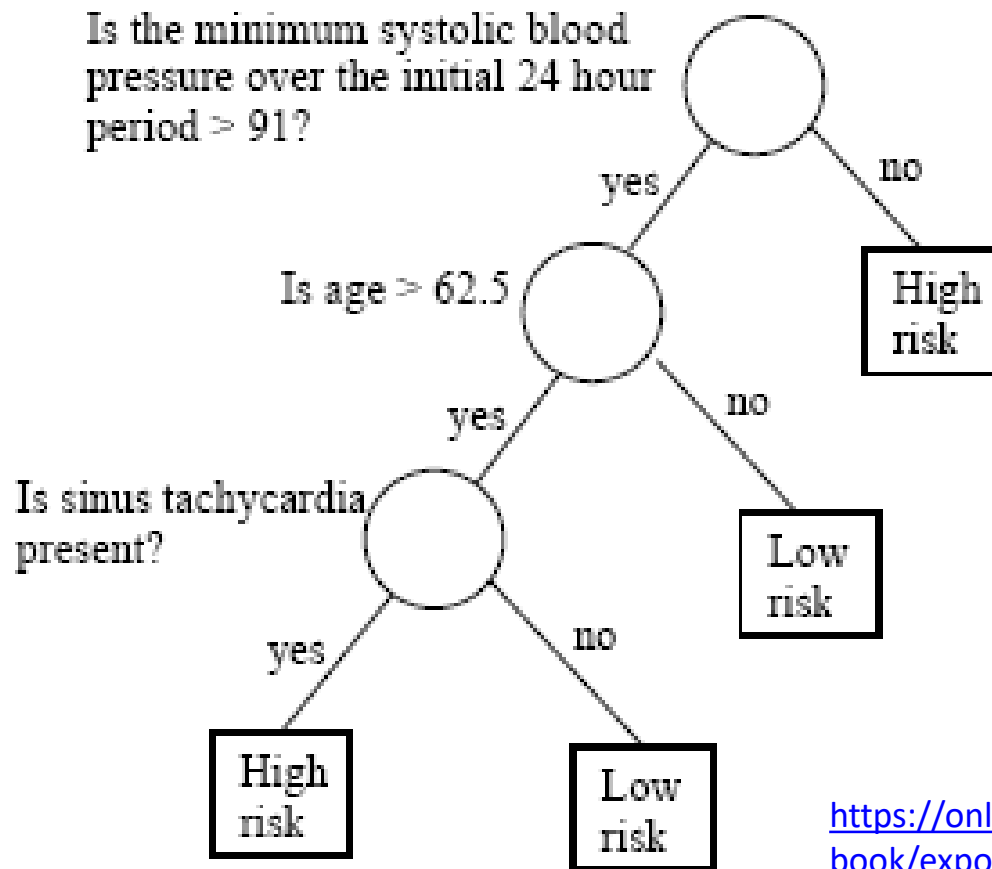 Is the minimum systolic blood
pressure over the initial 24 hour
period > 91?
yes
no
High
risk
Is age > 62.5
yes
no
Low
risk
Is sinus tachycardia
present?
yes
no
High
risk
Low
risk
https://onl
book/expo